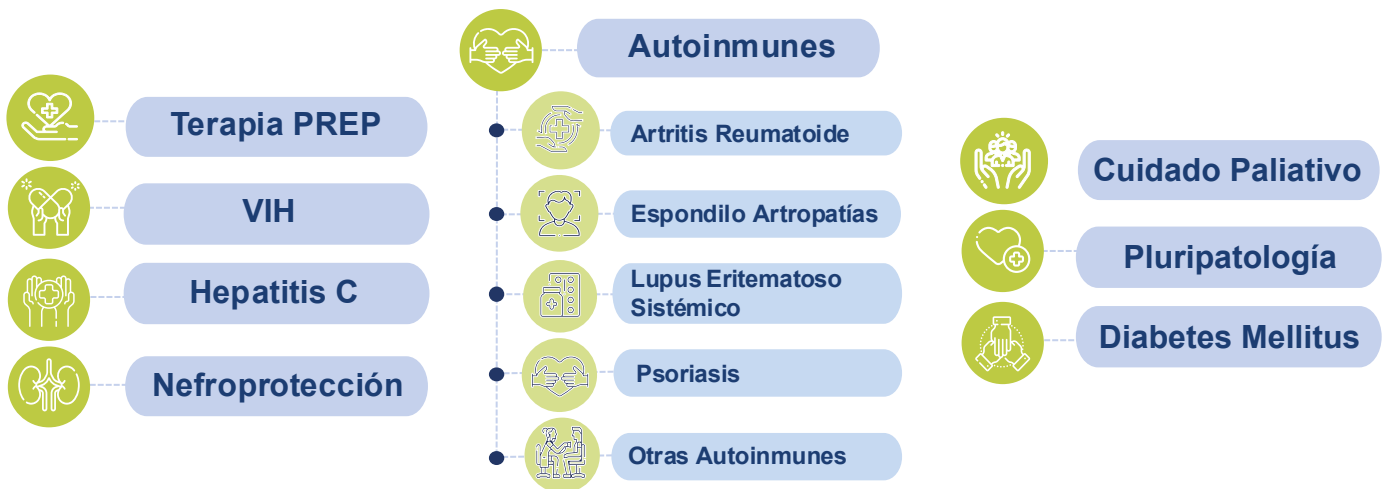 Terapia PREP
VIH
Hepatitis C
Nefroprotección
Autoinmunes
Artritis Reumatoide
Espondilo Artropatías
Lupus Eritematoso
Sistémico
Psoriasis
Otras Autoinmunes
Cuidado Paliativo
Pluripatología
Diabetes Mellitus